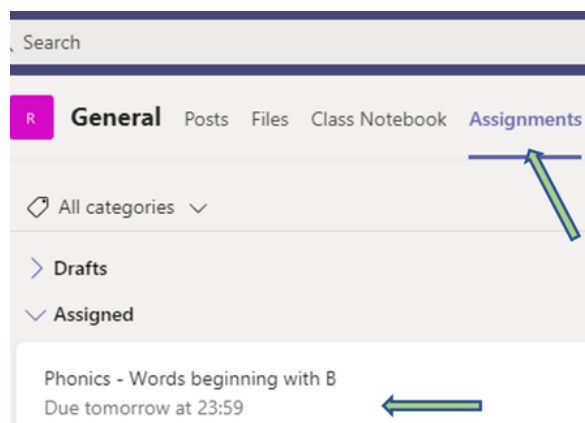 Search
R General Posts Files Class Notebook Assignments
All categories
Drafts
Assigned
Phonics - Words beginning with B
Due tomorrow at 23:59